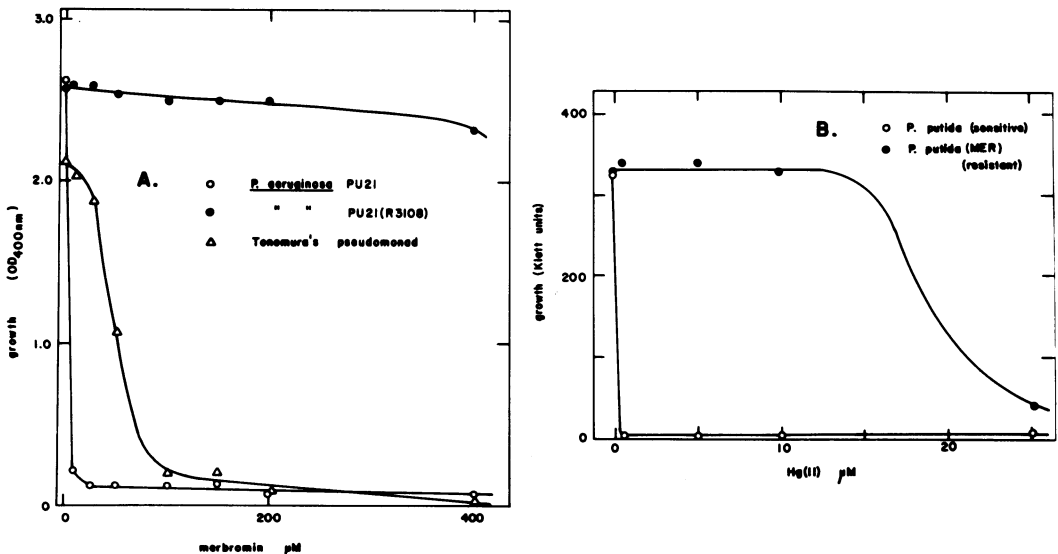 3.0
2.0
1.0
0
growth (OD400nm)
A.
P. aeruginosa PU21
" " PU21(R3108)
Tonomura's pseudomonad
0
200
400
merbromin µM
400
200
0
growth (Klett units)
B.
P. putida (sensitive)
P. putida (MER)
(resistant)
0
10
20
Hg(II) µM